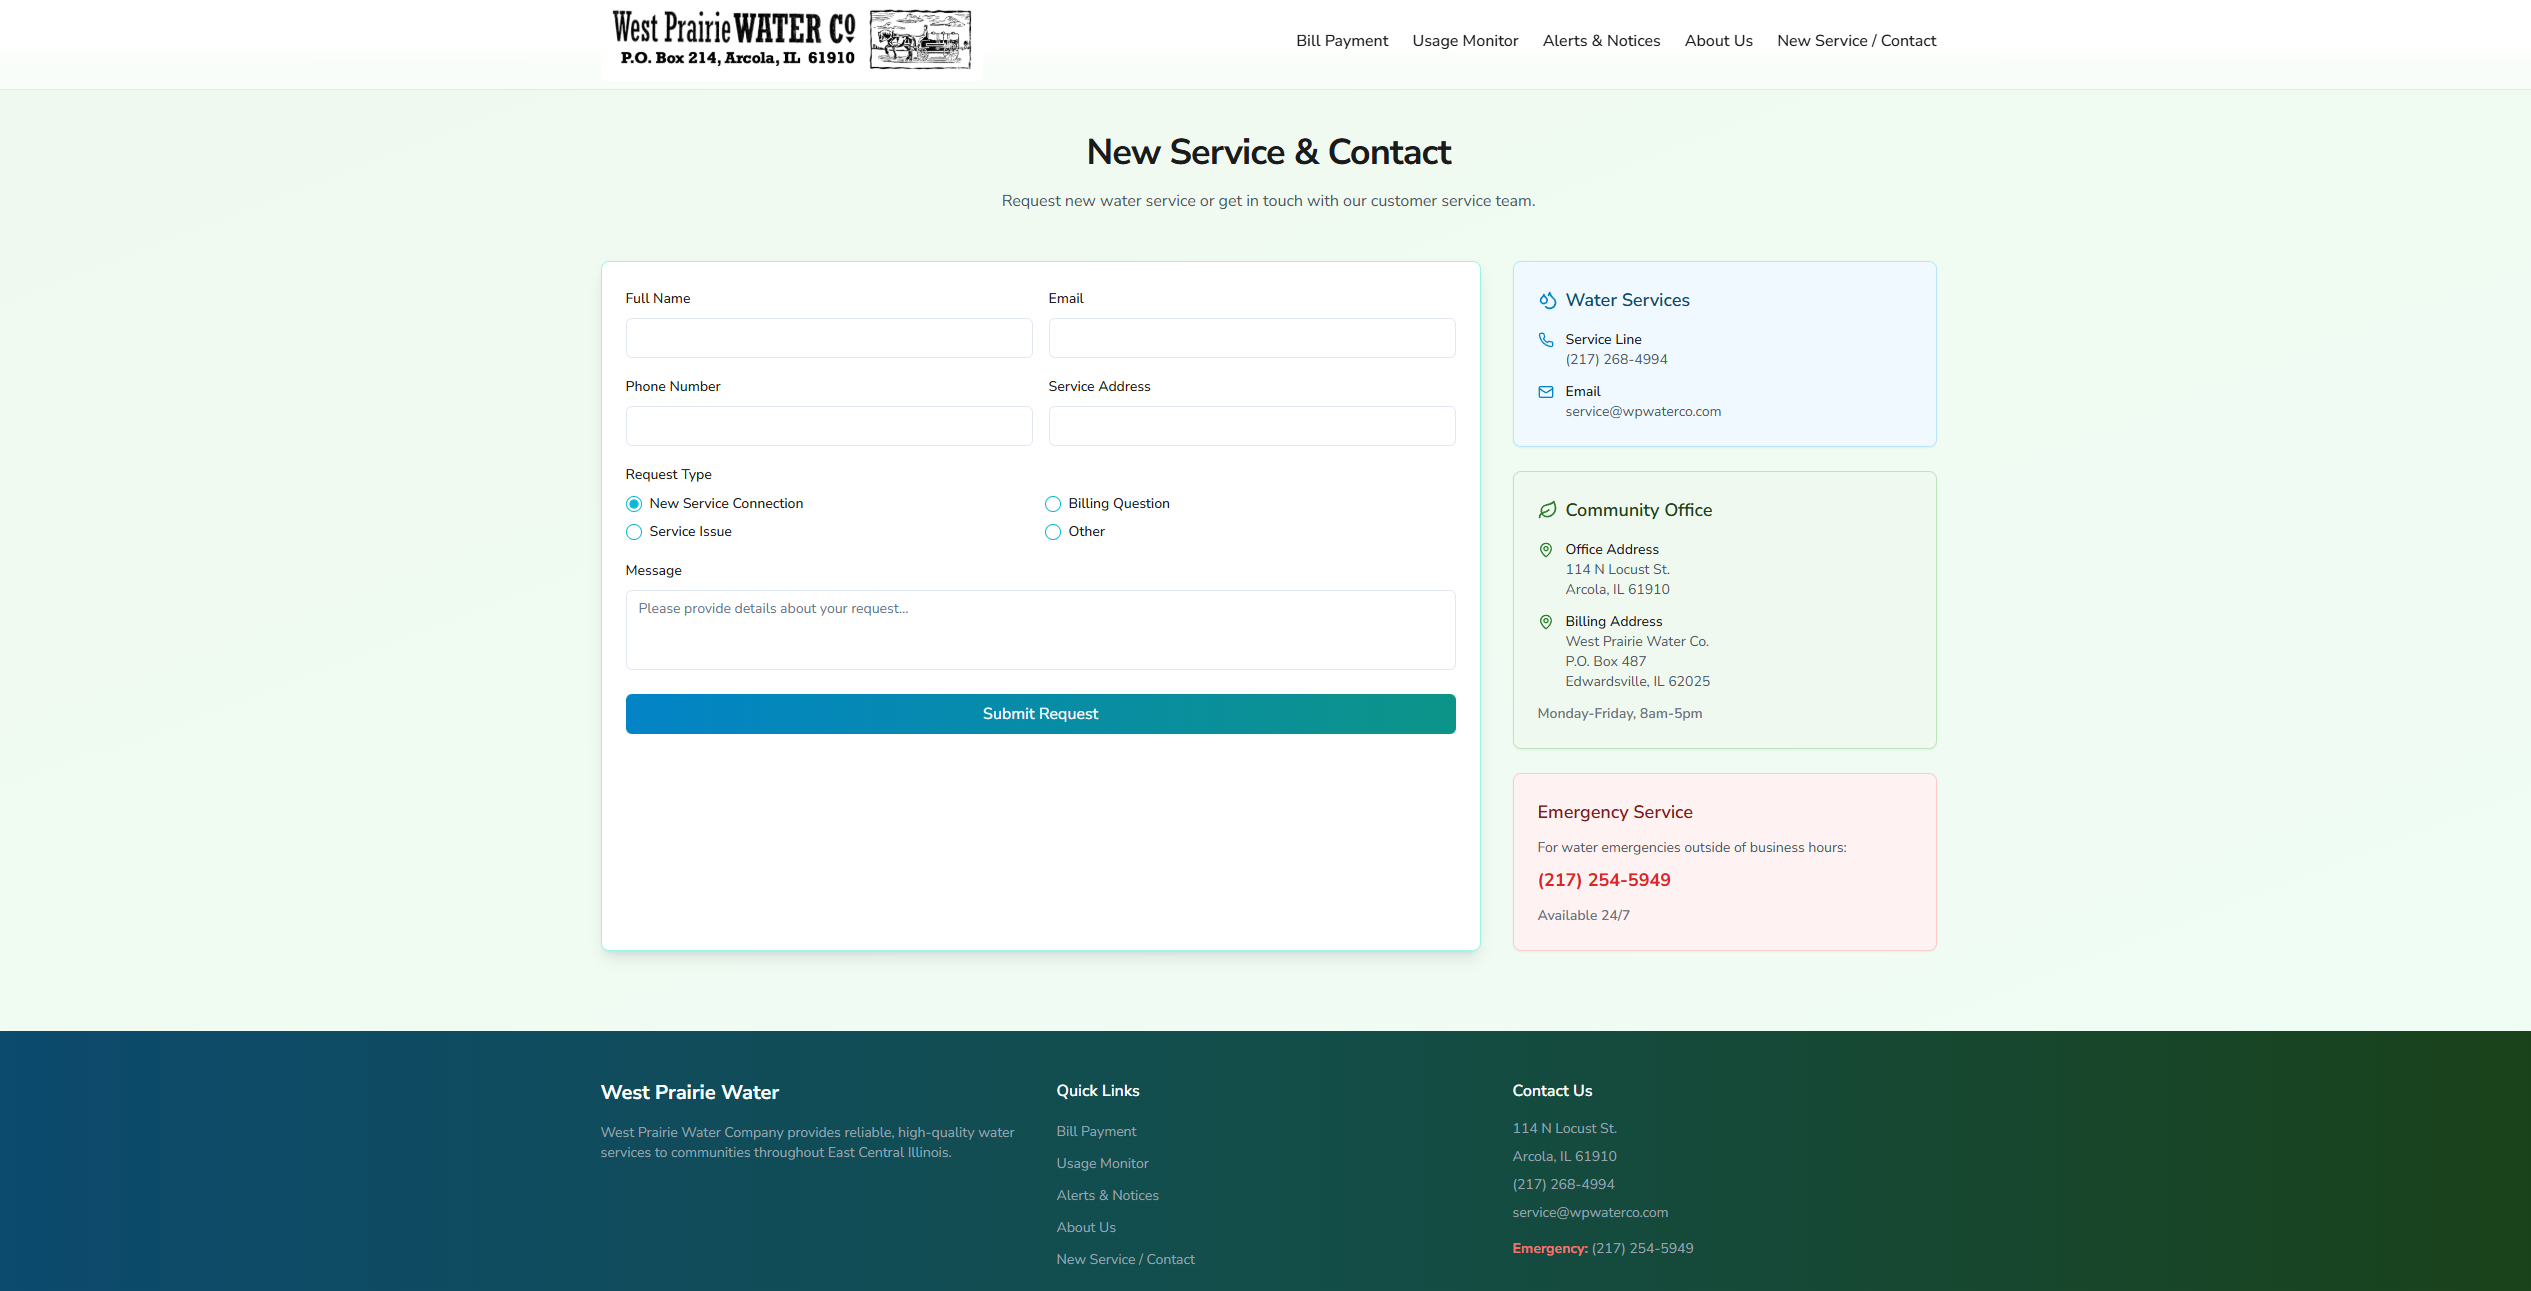 West Prairie WATER CO
P.O. Box 214, Arcola, IL 61910
Bill Payment
Usage Monitor
Alerts & Notices
About Us
New Service / Contact
New Service & Contact
Request new water service or get in touch with our customer service team.
Full Name
Email
Phone Number
Service Address
Request Type
New Service Connection
Billing Question
Service Issue
Other
Message
Please provide details about your request...
Submit Request
Water Services
Service Line
(217) 268-4994
Email
service@wpwaterco.com
Community Office
Office Address
114 N Locust St.
Arcola, IL 61910
Billing Address
West Prairie Water Co.
P.O. Box 487
Edwardsville, IL 62025
Monday-Friday, 8am-5pm
Emergency Service
For water emergencies outside of business hours:
(217) 254-5949
Available 24/7
West Prairie Water
West Prairie Water Company provides reliable, high-quality water
services to communities throughout East Central Illinois.
Quick Links
Bill Payment
Usage Monitor
Alerts & Notices
About Us
New Service / Contact
Contact Us
114 N Locust St.
Arcola, IL 61910
(217) 268-4994
service@wpwaterco.com
Emergency: (217) 254-5949